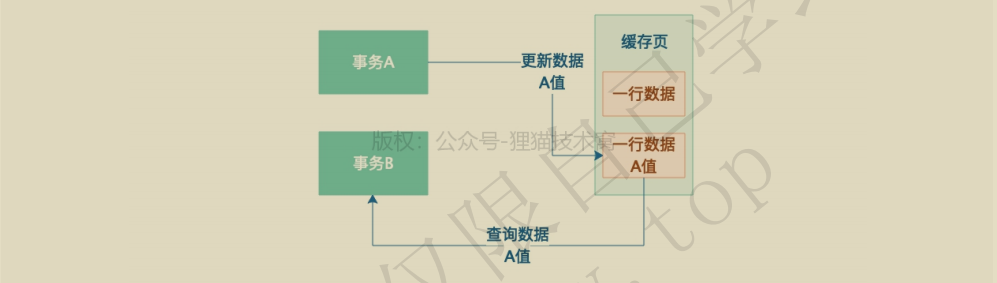 缓存页
事务A
更新数据
A值
一行数据
版权：公众号-狸猫技术窝
一行数据
A值
事务B
查询数据
A值
仅限自己学习
top